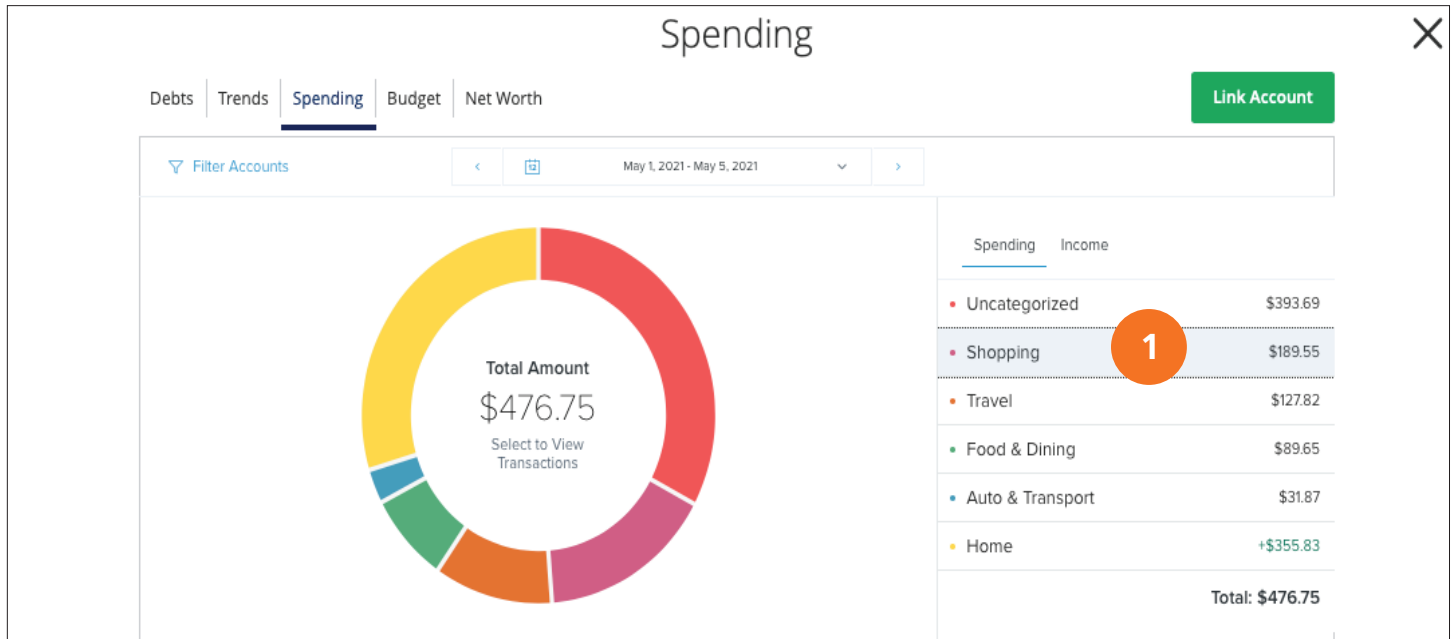 Spending
Debts Trends Spending Budget Net Worth
Link Account
Filter Accounts
12
May 1, 2021 - May 5, 2021
Total Amount
$476.75
Select to View
Transactions
Spending Income
Uncategorized $393.69
Shopping 1 $189.55
Travel $127.82
Food & Dining $89.65
Auto & Transport $31.87
Home +$355.83
Total: $476.75